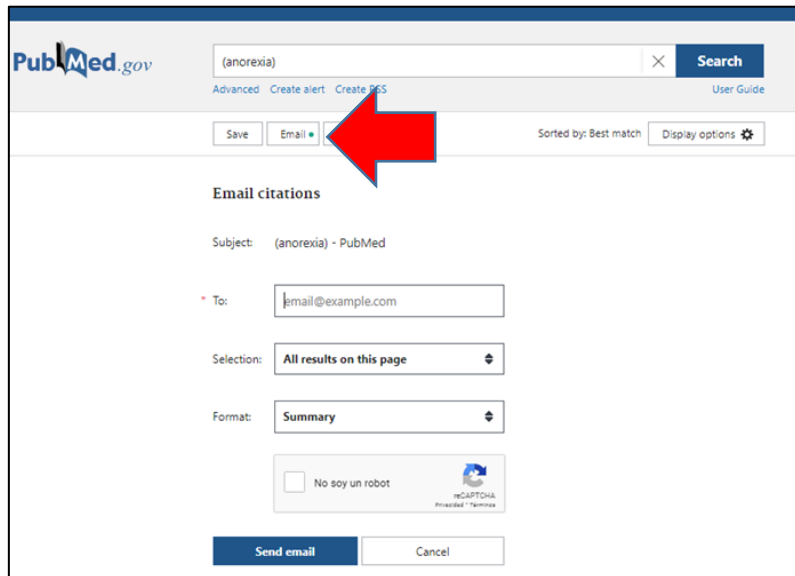 PubMed.gov
(anorexia)
Search
Advanced Create alert Create RSS
User Guide
Save Email
Sorted by: Best match Display options
Email citations
Subject: (anorexia) - PubMed
* To: email@example.com
Selection: All results on this page
Format: Summary
No soy un robot
reCAPTCHA
Privacidad * Términos
Send email Cancel